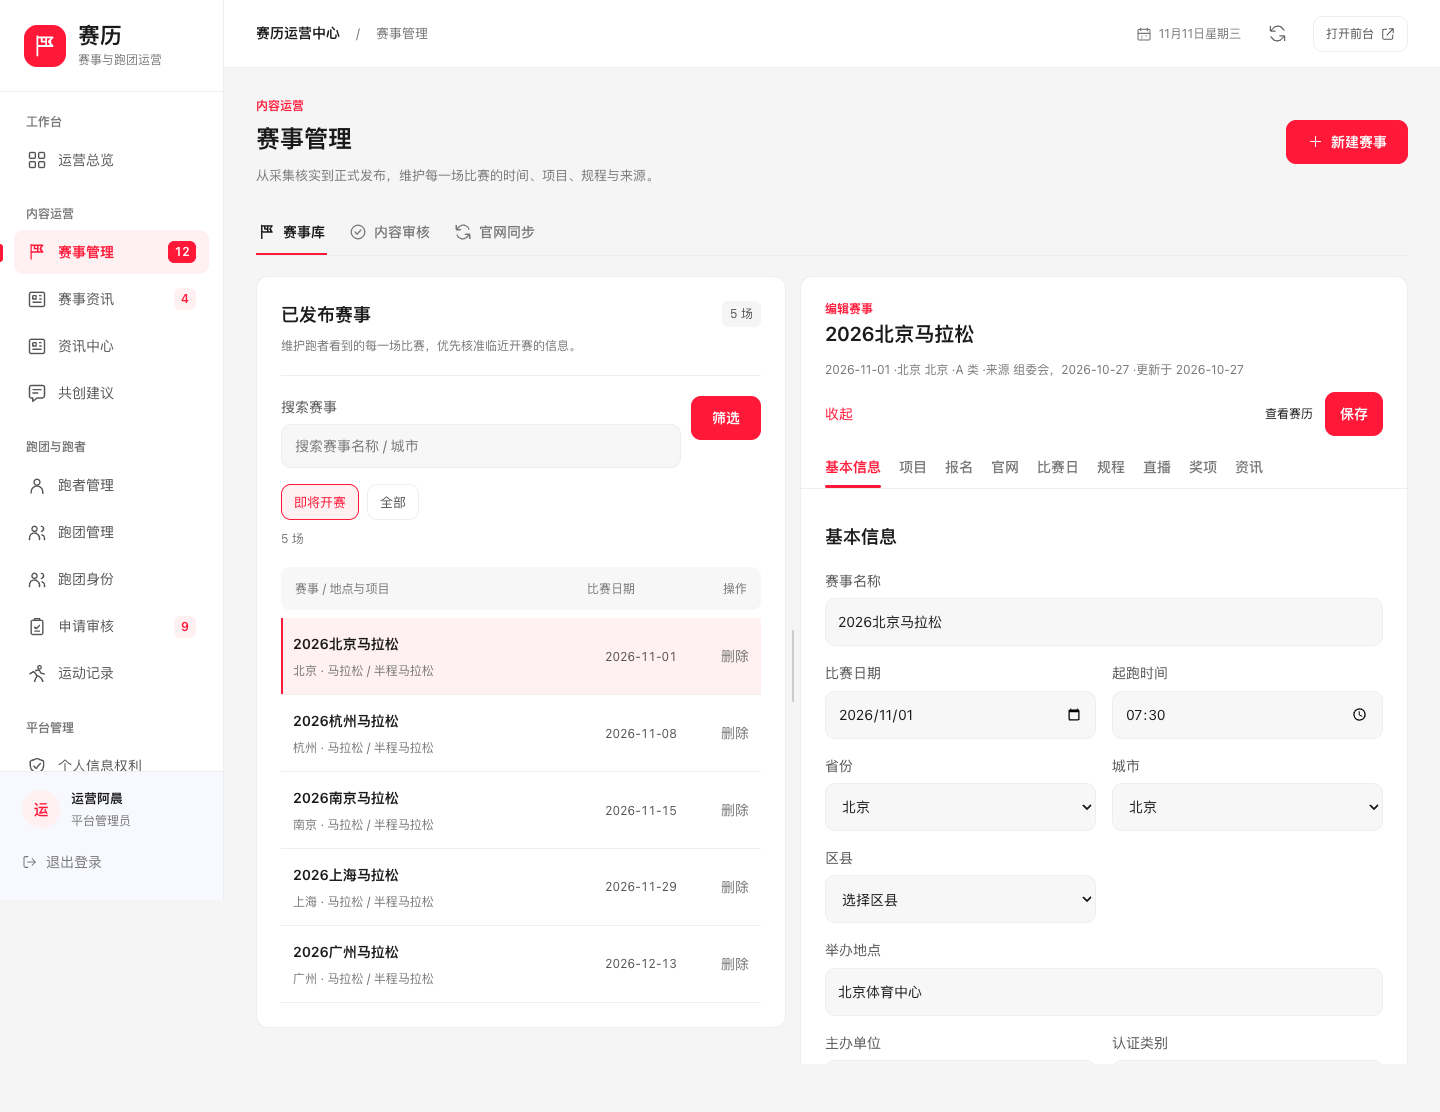 赛历
赛事与跑团运营
工作台
运营总览
内容运营
赛事管理 12
赛事资讯 4
资讯中心
共创建议
跑团与跑者
跑者管理
跑团管理
跑团身份
申请审核 9
运动记录
平台管理
个人信息权利
运
运营阿晨
平台管理员
退出登录
赛历运营中心 / 赛事管理
11月11日星期三
打开前台
内容运营
赛事管理
从采集核实到正式发布，维护每一场比赛的时间、项目、规程与来源。
新建赛事
赛事库 内容审核 官网同步
已发布赛事 5 场
维护跑者看到的每一场比赛，优先核准临近开赛的信息。
搜索赛事
搜索赛事名称 / 城市
筛选
即将开赛 全部
5 场
赛事 / 地点与项目 比赛日期 操作
2026北京马拉松
北京 · 马拉松 / 半程马拉松
2026-11-01 删除
2026杭州马拉松
杭州 · 马拉松 / 半程马拉松
2026-11-08 删除
2026南京马拉松
南京 · 马拉松 / 半程马拉松
2026-11-15 删除
2026上海马拉松
上海 · 马拉松 / 半程马拉松
2026-11-29 删除
2026广州马拉松
广州 · 马拉松 / 半程马拉松
2026-12-13 删除
编辑赛事
2026北京马拉松
2026-11-01 ·北京 北京 ·A 类 ·来源 组委会，2026-10-27 ·更新于 2026-10-27
收起 查看赛历 保存
基本信息 项目 报名 官网 比赛日 规程 直播 奖项 资讯
基本信息
赛事名称
2026北京马拉松
比赛日期 起跑时间
2026/11/01 07:30
省份 城市
北京 北京
区县
选择区县
举办地点
北京体育中心
主办单位 认证类别